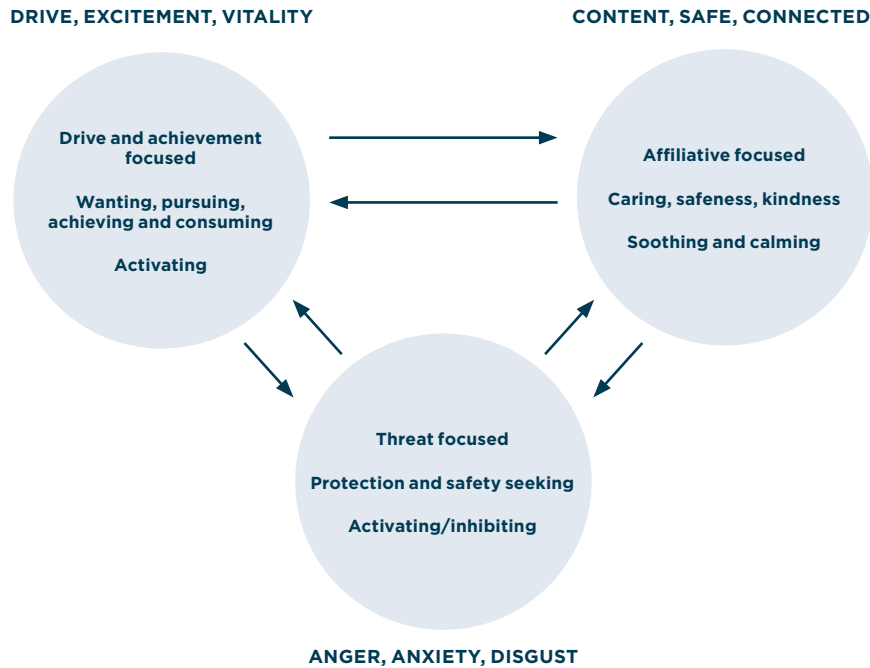 DRIVE, EXCITEMENT, VITALITY
CONTENT, SAFE, CONNECTED
Drive and achievement
focused
Wanting, pursuing,
achieving and consuming
Activating
Affiliative focused
Caring, safeness, kindness
Soothing and calming
Threat focused
Protection and safety seeking
Activating/inhibiting
ANGER, ANXIETY, DISGUST